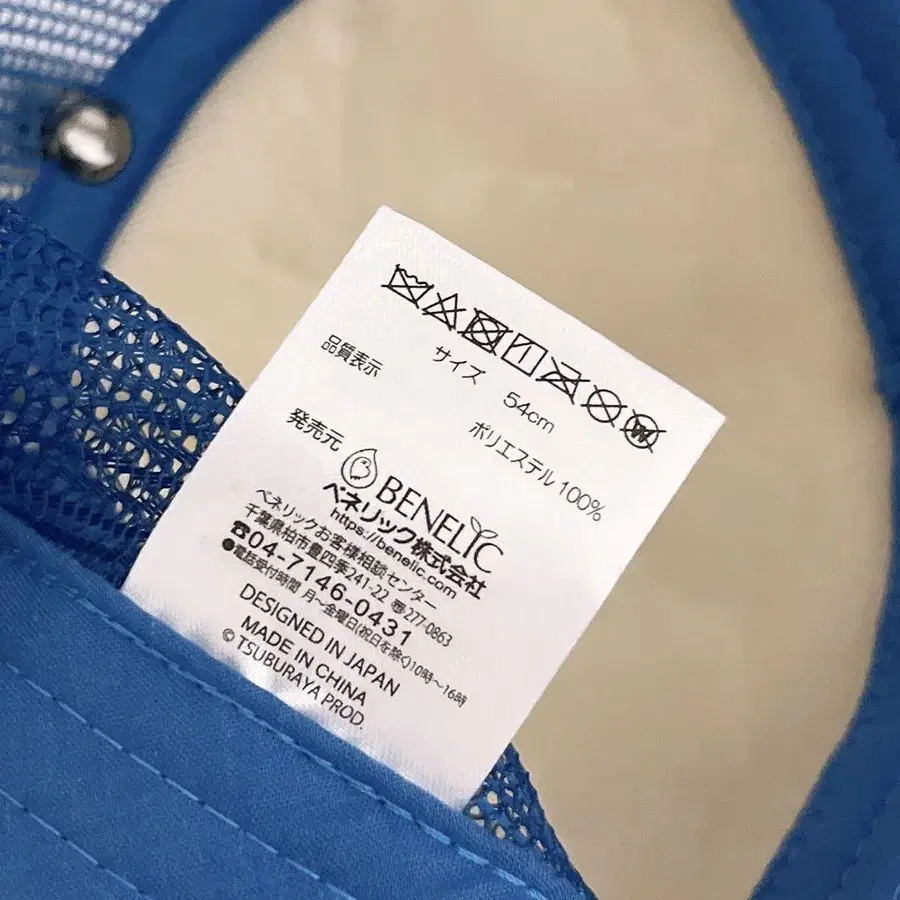 品質表示 サイズ 54cm
ポリエステル 100%
発売元 BENELIC
ベネリック株式会社
https://benelic.com
ベネリックお客様相談センター
千葉県柏市豊四季241-22 〠277-0863
☎04-7146-0431
●電話受付時間 月～金曜日(祝日を除く)10時～16時
DESIGNED IN JAPAN
MADE IN CHINA
© TSUBURAYA PROD.